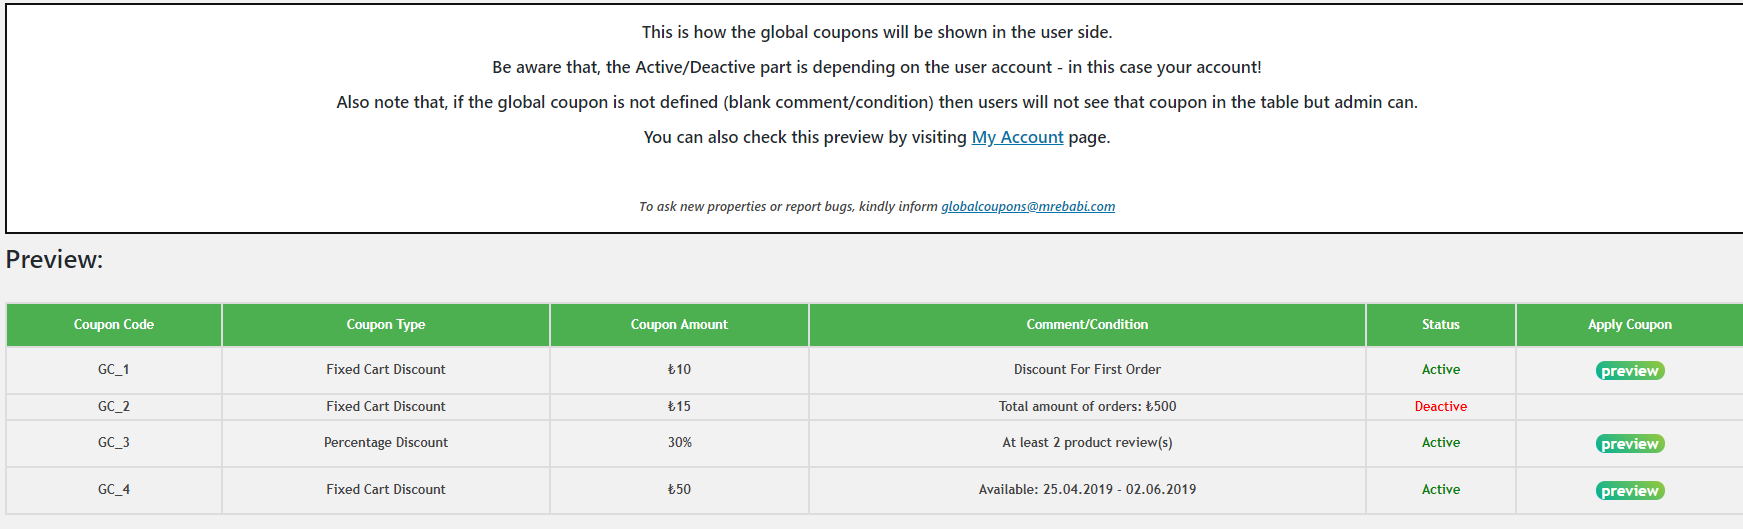 This is how the global coupons will be shown in the user side.
Be aware that, the Active/Deactive part is depending on the user account - in this case your account!
Also note that, if the global coupon is not defined (blank comment/condition) then users will not see that coupon in the table but admin can.
You can also check this preview by visiting My Account page.
To ask new properties or report bugs, kindly inform globalcoupons@mrebabi.com
Preview:
Coupon Code Coupon Type Coupon Amount Comment/Condition Status Apply Coupon
GC_1 Fixed Cart Discount ₺10 Discount For First Order Active preview
GC_2 Fixed Cart Discount ₺15 Total amount of orders: ₺500 Deactive
GC_3 Percentage Discount 30% At least 2 product review(s) Active preview
GC_4 Fixed Cart Discount ₺50 Available: 25.04.2019 - 02.06.2019 Active preview